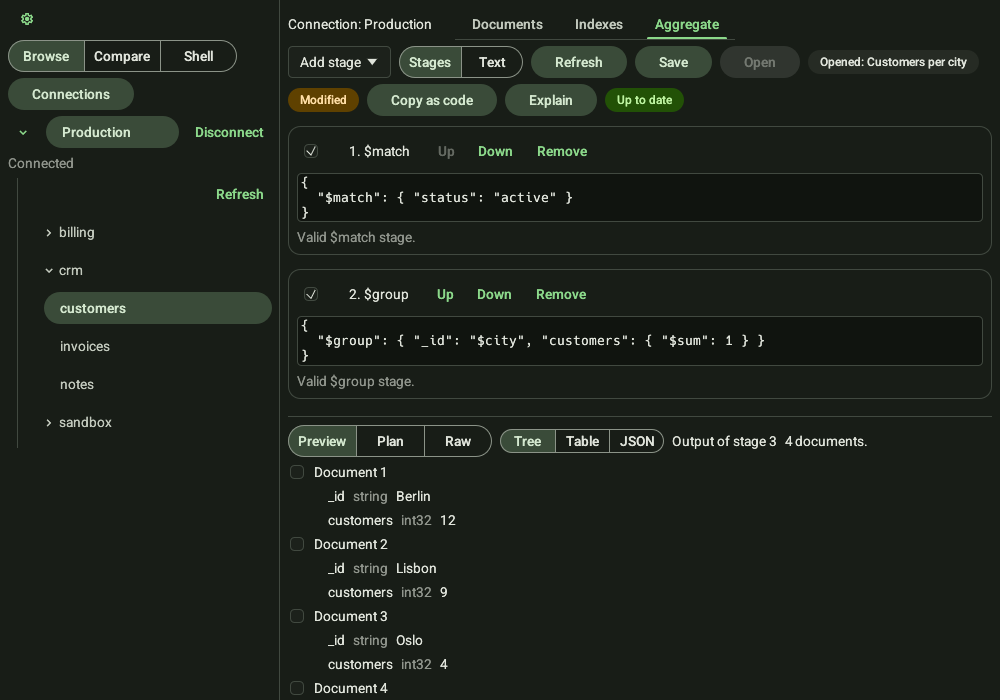 Browse Compare Shell
Connections
Production Disconnect
Connected
Refresh
billing
crm
customers
invoices
notes
sandbox
Connection: Production Documents Indexes Aggregate
Add stage Stages Text Refresh Save Open Opened: Customers per city
Modified Copy as code Explain Up to date
1. $match Up Down Remove
{
"$match": { "status": "active" }
}
Valid $match stage.
2. $group Up Down Remove
{
"$group": { "_id": "$city", "customers": { "$sum": 1 } }
}
Valid $group stage.
Preview Plan Raw Tree Table JSON Output of stage 3 4 documents.
Document 1
_id string Berlin
customers int32 12
Document 2
_id string Lisbon
customers int32 9
Document 3
_id string Oslo
customers int32 4
Document 4